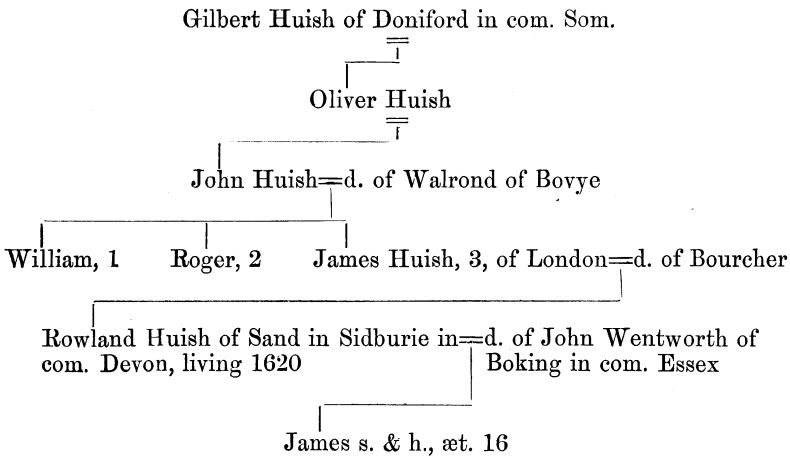 Gilbert Huish of Doniford in com. Som.
Oliver Huish
John Huish=d. of Walrond of Bovye
William, 1 Roger, 2 James Huish, 3, of London=d. of Bourcher
Rowland Huish of Sand in Sidburie in=d. of John Wentworth of
com. Devon, living 1620 Boking in com. Essex
James s. & h., æt. 16